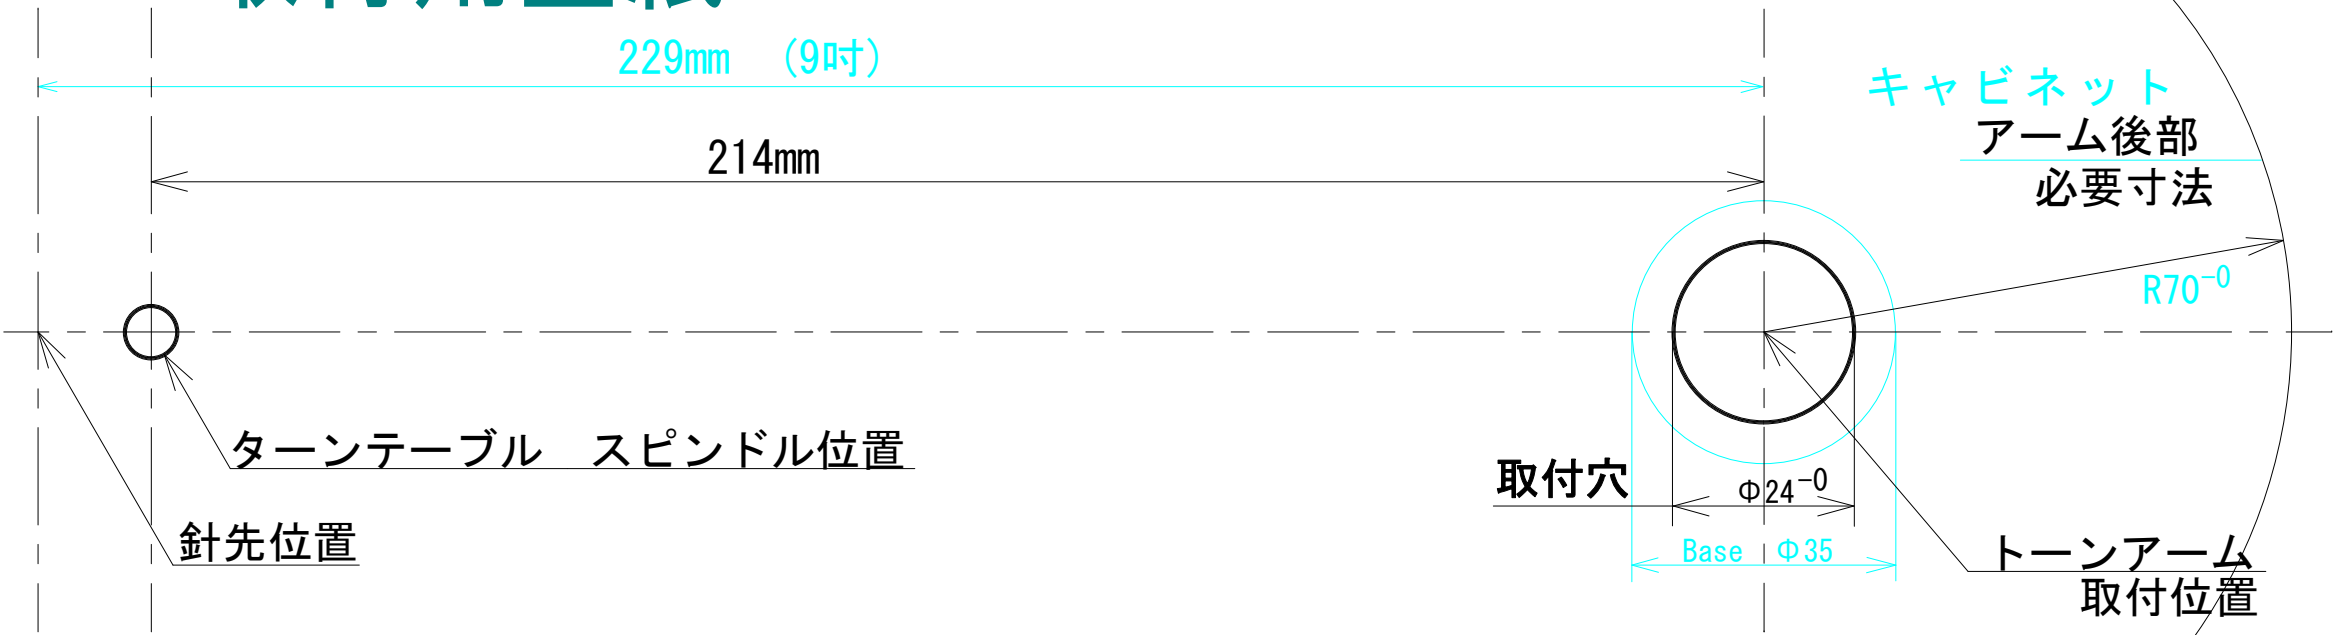 229mm (9吋)
キャビネット
214mm
アーム後部
必要寸法
R70-0
ターンテーブル スピンドル位置
取付穴
Φ24-0
針先位置
Base Φ35
トーンアーム
取付位置